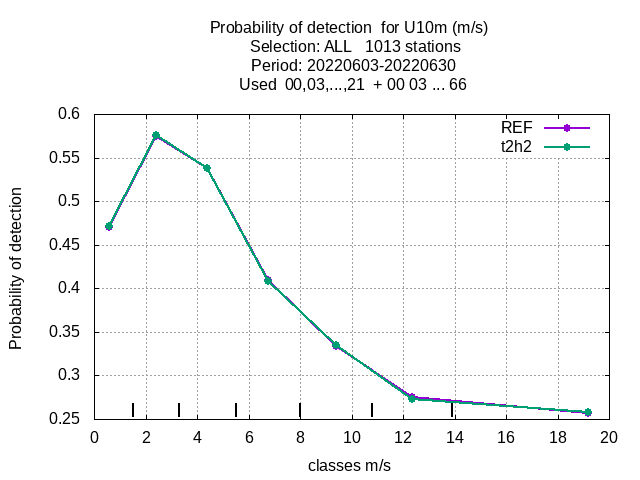 Probability of detection  for U10m (m/s)
Selection: ALL   1013 stations
Period: 20220603-20220630
Used  00,03,...,21  + 00 03 ... 66
REF
t2h2
0.6
0.55
0.5
0.45
0.4
0.35
0.3
0.25
Probability of detection
0 2 4 6 8 10 12 14 16 18 20
classes m/s